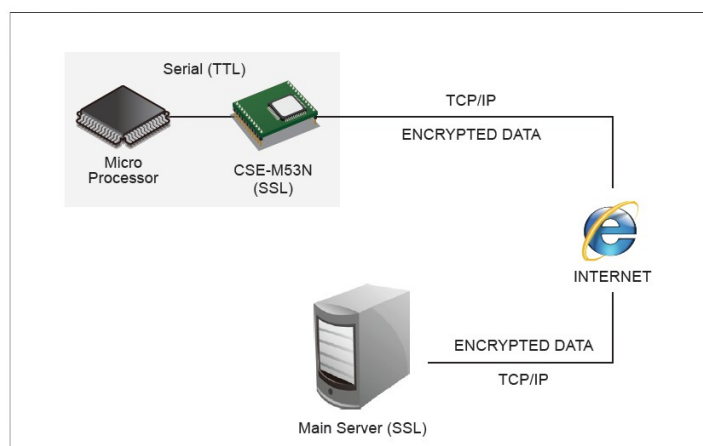 Serial (TTL)
Micro
Processor
CSE-M53N
(SSL)
TCP/IP
ENCRYPTED DATA
INTERNET
ENCRYPTED DATA
TCP/IP
Main Server (SSL)